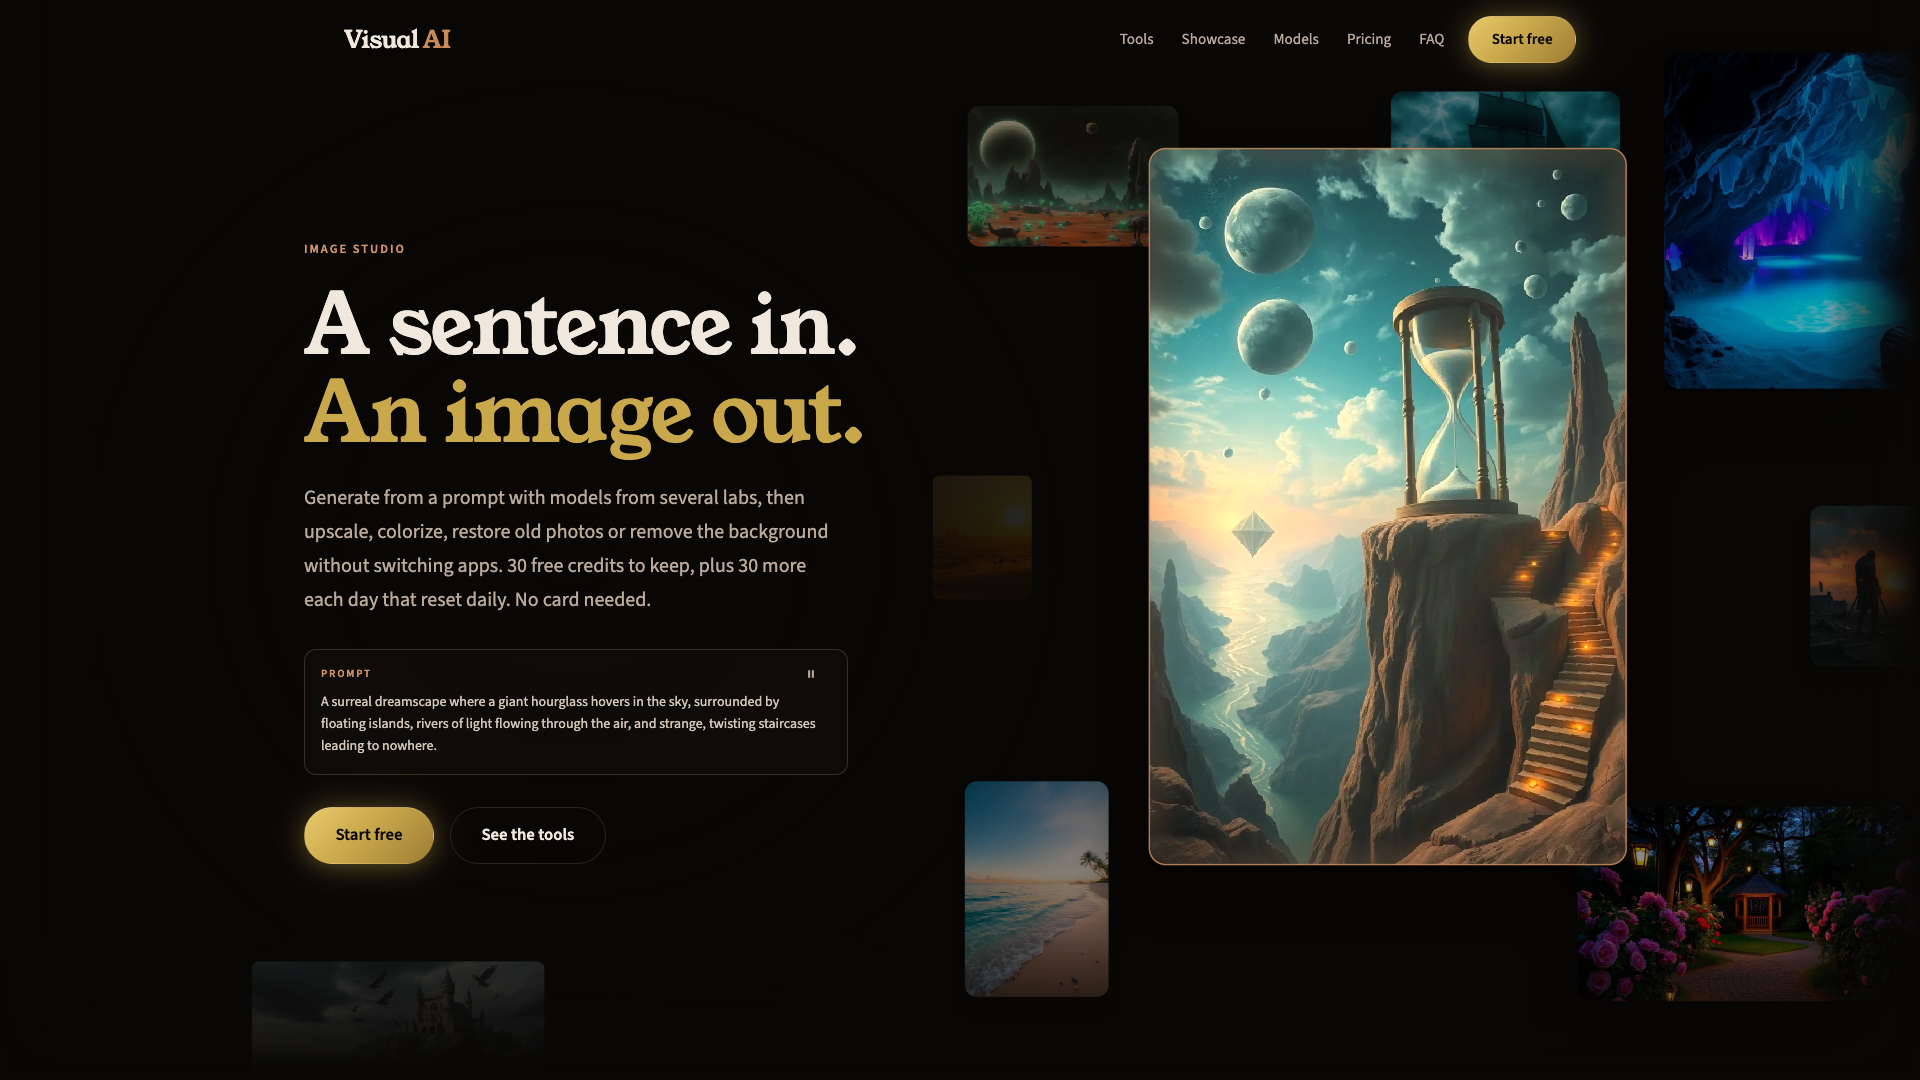 Visual AI
Tools
Showcase
Models
Pricing
FAQ
Start free
IMAGE STUDIO
A sentence in.
An image out.
Generate from a prompt with models from several labs, then
upscale, colorize, restore old photos or remove the background
without switching apps. 30 free credits to keep, plus 30 more
each day that reset daily. No card needed.
PROMPT
A surreal dreamscape where a giant hourglass hovers in the sky, surrounded by
floating islands, rivers of light flowing through the air, and strange, twisting staircases
leading to nowhere.
Start free
See the tools